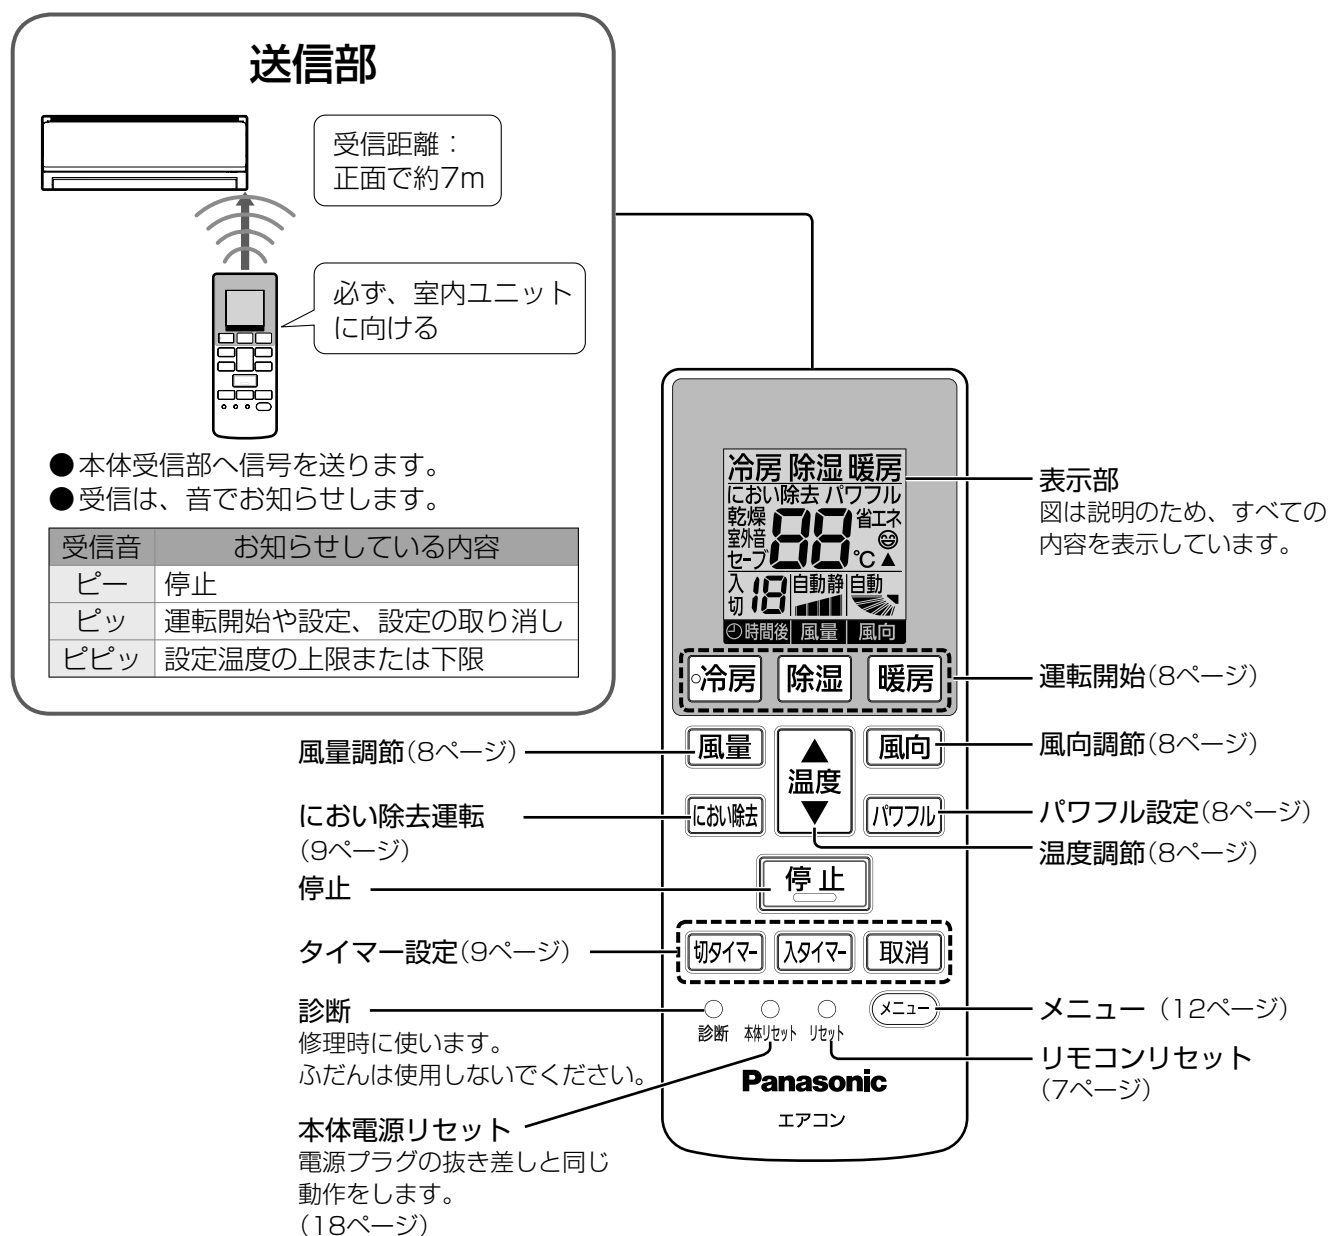 送信部
受信距離：
正面で約7m
必ず、室内ユニット
に向ける
●本体受信部へ信号を送ります。
●受信は、音でお知らせします。
受信音 お知らせしている内容
ピー 停止
ピッ 運転開始や設定、設定の取り消し
ピピッ 設定温度の上限または下限
冷房 除湿 暖房
におい除去 パワフル
乾燥 88 省エネ
室外音
セーブ ℃ ▲
入 18 自動 静 自動
切
時間後 風量 風向
表示部
図は説明のため、すべての
内容を表示しています。
冷房 除湿 暖房
運転開始(8ページ)
風量調節(8ページ)
風量 ▲ 温度 ▼ 風向
風向調節(8ページ)
におい除去運転
(9ページ)
におい除去 パワフル
パワフル設定(8ページ)
温度調節(8ページ)
停止
停止
タイマー設定(9ページ)
切タイマー 入タイマー 取消
診断
修理時に使います。
ふだんは使用しないでください。
診断 本体リセット リセット
メニュー
メニュー (12ページ)
リモコンリセット
(7ページ)
本体電源リセット
電源プラグの抜き差しと同じ
動作をします。
(18ページ)
Panasonic
エアコン